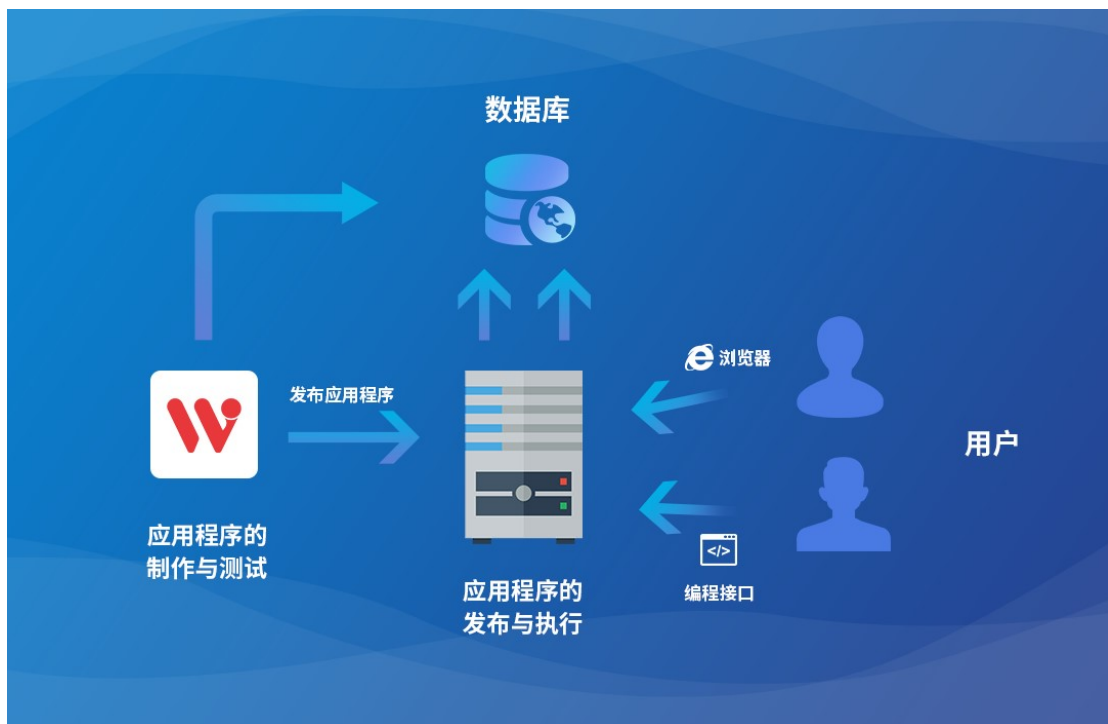 数据库
浏览器
发布应用程序
用户
应用程序的
制作与测试
</>
应用程序的
发布与执行
编程接口